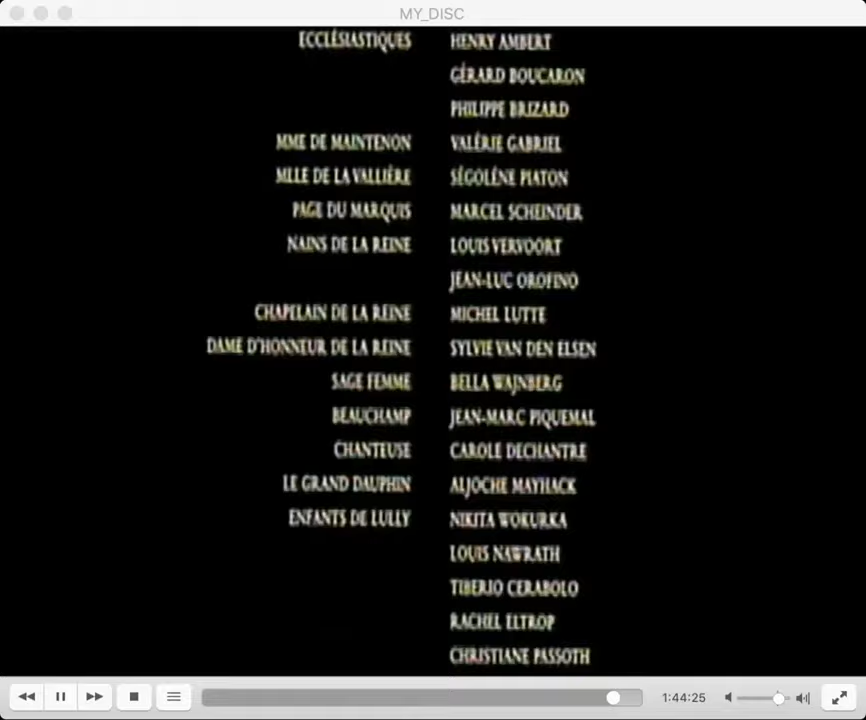 MY_DISC
ECCLÉSIASTIQUES HENRY AMBERT
GÉRARD BOUCARON
PHILIPPE BRIZARD
MME DE MAINTENON VALÉRIE GABRIEL
MLLE DE LA VALLIÈRE SÉGOLÈNE PIATON
PAGE DU MARQUIS MARCEL SCHEINDER
NAINS DE LA REINE LOUIS VERVOORT
JEAN-LUC OROFINO
CHAPELAIN DE LA REINE MICHEL LUTTE
DAME D'HONNEUR DE LA REINE SYLVIE VAN DEN ELSEN
SAGE FEMME BELLA WAJNBERG
BEAUCHAMP JEAN-MARC PIQUEMAL
CHANTEUSE CAROLE DECHANTRE
LE GRAND DAUPHIN ALJOCHE MAYHACK
ENFANTS DE LULLY NIKITA WOKURKA
LOUIS NAWRATH
TIBERIO CERABOLO
RACHEL ELTROP
CHRISTIANE PASSOTH
1:44:25